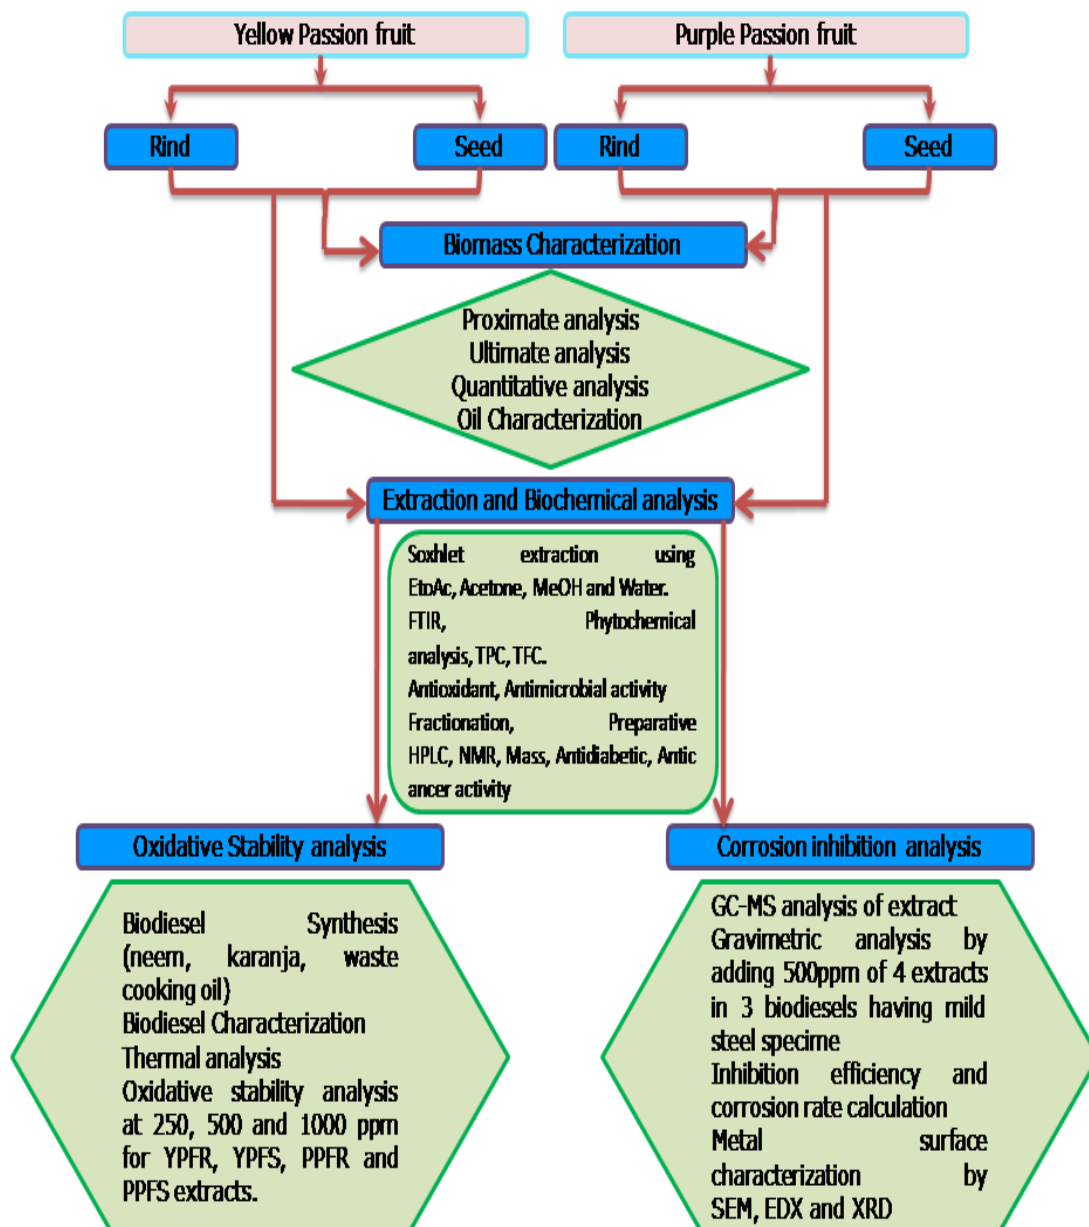 Yellow Passion fruit
Purple Passion fruit
Rind
Seed
Rind
Seed
Biomass Characterization
Proximate analysis
Ultimate analysis
Quantitative analysis
Oil Characterization
Extraction and Biochemical analysis
Soxhlet extraction using
EtoAc, Acetone, MeOH and Water.
FTIR, Phytochemical
analysis, TPC, TFC.
Antioxidant, Antimicrobial activity
Fractionation, Preparative
HPLC, NMR, Mass, Antidiabetic, Antic
ancer activity
Oxidative Stability analysis
Corrosion inhibition analysis
Biodiesel Synthesis
(neem, karanja, waste
cooking oil)
Biodiesel Characterization
Thermal analysis
Oxidative stability analysis
at 250, 500 and 1000 ppm
for YPFR, YPFS, PPFR and
PPFS extracts.
GC-MS analysis of extract
Gravimetric analysis by
adding 500ppm of 4 extracts
in 3 biodiesels having mild
steel specime
Inhibition efficiency and
corrosion rate calculation
Metal surface
characterization by
SEM, EDX and XRD